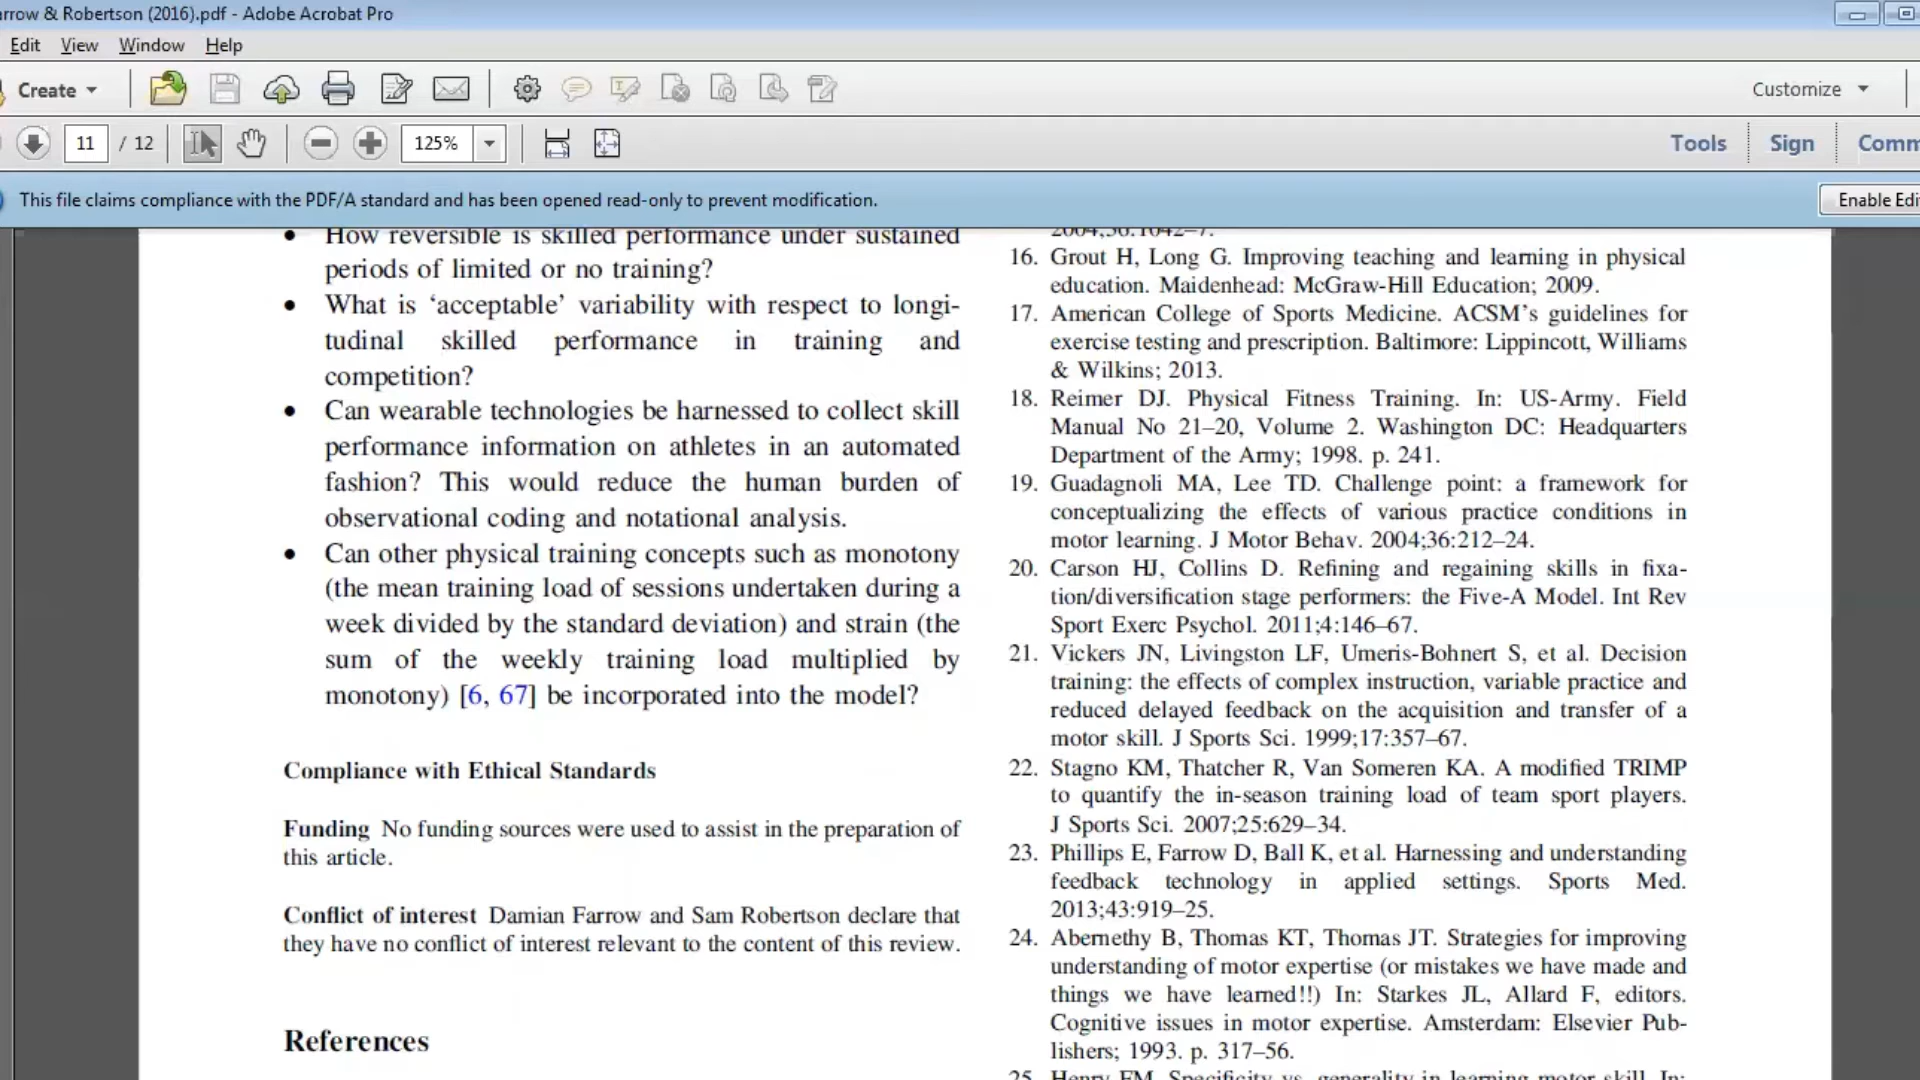 arrow & Robertson (2016).pdf - Adobe Acrobat Pro
Edit View Window Help
Create Customize
11 / 12 125% Tools Sign Comm
This file claims compliance with the PDF/A standard and has been opened read-only to prevent modification. Enable Edi
• How reversible is skilled performance under sustained
periods of limited or no training?
• What is ‘acceptable’ variability with respect to longi-
tudinal skilled performance in training and
competition?
• Can wearable technologies be harnessed to collect skill
performance information on athletes in an automated
fashion? This would reduce the human burden of
observational coding and notational analysis.
• Can other physical training concepts such as monotony
(the mean training load of sessions undertaken during a
week divided by the standard deviation) and strain (the
sum of the weekly training load multiplied by
monotony) [6, 67] be incorporated into the model?
Compliance with Ethical Standards
Funding No funding sources were used to assist in the preparation of
this article.
Conflict of interest Damian Farrow and Sam Robertson declare that
they have no conflict of interest relevant to the content of this review.
References
2004;36:1042–7.
16. Grout H, Long G. Improving teaching and learning in physical
education. Maidenhead: McGraw-Hill Education; 2009.
17. American College of Sports Medicine. ACSM’s guidelines for
exercise testing and prescription. Baltimore: Lippincott, Williams
& Wilkins; 2013.
18. Reimer DJ. Physical Fitness Training. In: US-Army. Field
Manual No 21–20, Volume 2. Washington DC: Headquarters
Department of the Army; 1998. p. 241.
19. Guadagnoli MA, Lee TD. Challenge point: a framework for
conceptualizing the effects of various practice conditions in
motor learning. J Motor Behav. 2004;36:212–24.
20. Carson HJ, Collins D. Refining and regaining skills in fixa-
tion/diversification stage performers: the Five-A Model. Int Rev
Sport Exerc Psychol. 2011;4:146–67.
21. Vickers JN, Livingston LF, Umeris-Bohnert S, et al. Decision
training: the effects of complex instruction, variable practice and
reduced delayed feedback on the acquisition and transfer of a
motor skill. J Sports Sci. 1999;17:357–67.
22. Stagno KM, Thatcher R, Van Someren KA. A modified TRIMP
to quantify the in-season training load of team sport players.
J Sports Sci. 2007;25:629–34.
23. Phillips E, Farrow D, Ball K, et al. Harnessing and understanding
feedback technology in applied settings. Sports Med.
2013;43:919–25.
24. Abernethy B, Thomas KT, Thomas JT. Strategies for improving
understanding of motor expertise (or mistakes we have made and
things we have learned!!) In: Starkes JL, Allard F, editors.
Cognitive issues in motor expertise. Amsterdam: Elsevier Pub-
lishers; 1993. p. 317–56.
25. Henry FM. Specificity vs. generality in learning motor skill. In: